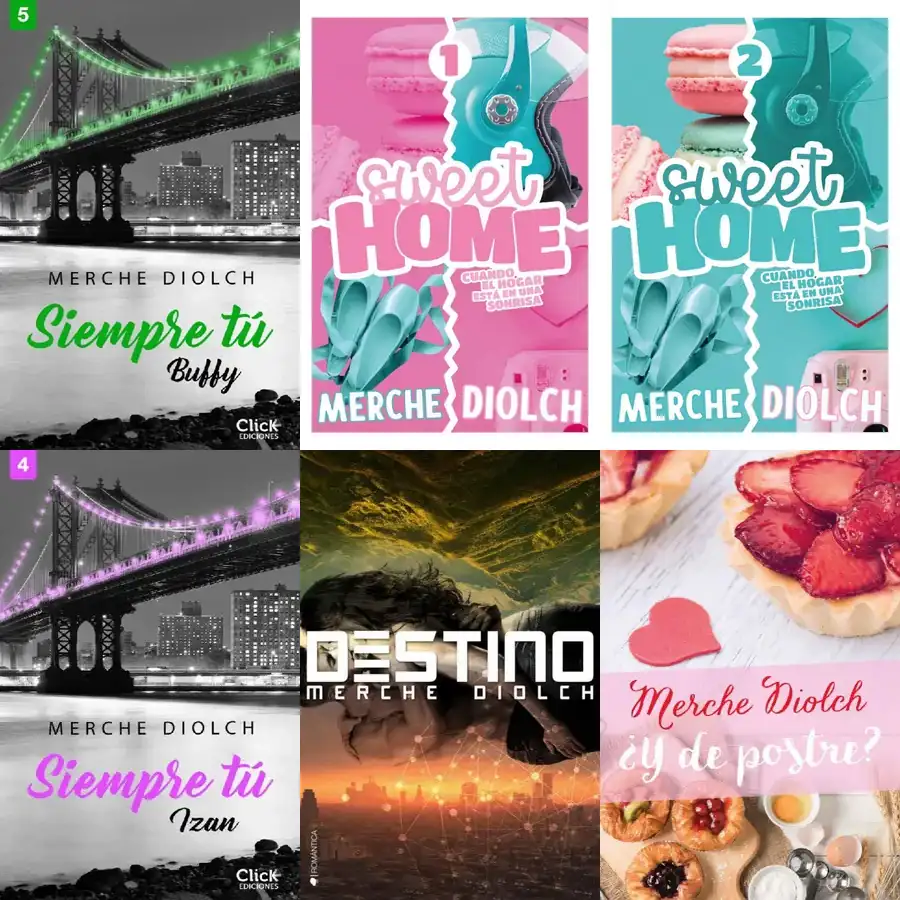 5
MERCHE DIOLCH
Siempre tú
Buffy
Click
EDICIONES
1
sweet
HOME
CUANDO
EL HOGAR
ESTÁ EN UNA
SONRISA
MERCHE DIOLCH
2
sweet
HOME
CUANDO
EL HOGAR
ESTÁ EN UNA
SONRISA
MERCHE DIOLCH
4
MERCHE DIOLCH
Siempre tú
Izan
Click
EDICIONES
DESTINO
MERCHE DIOLCH
ROMÁNTICA
Merche Diolch
¿Y de postre?